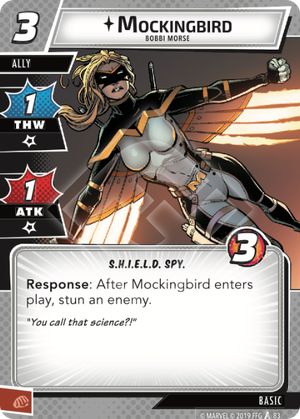 3
MOCKINGBIRD
BOBBI MORSE
ALLY
1
THW
1
ATK
3
S.H.I.E.L.D. SPY.
Response: After Mockingbird enters
play, stun an enemy.
"You call that science?!"
BASIC
© MARVEL © 2019 FFG A 83